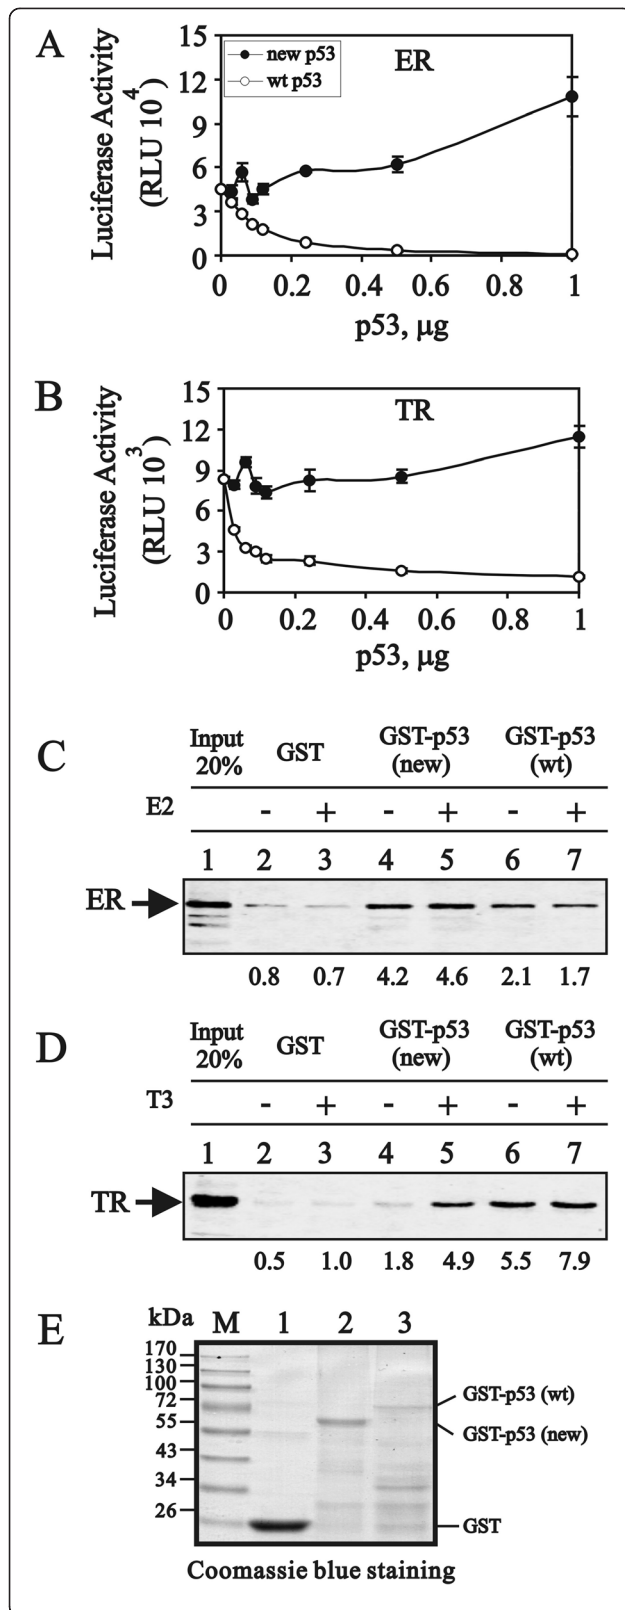 A
Luciferase Activity
(RLU 10^4)
15
12
9
6
3
0
new p53
wt p53
ER
0 0.2 0.4 0.6 0.8 1
p53, μg
B
Luciferase Activity
(RLU 10^3)
15
12
9
6
3
0
TR
0 0.2 0.4 0.6 0.8 1
p53, μg
C
Input 20% GST GST-p53 (new) GST-p53 (wt)
E2 - + - + - +
1 2 3 4 5 6 7
ER
0.8 0.7 4.2 4.6 2.1 1.7
D
Input 20% GST GST-p53 (new) GST-p53 (wt)
T3 - + - + - +
1 2 3 4 5 6 7
TR
0.5 1.0 1.8 4.9 5.5 7.9
E
kDa M 1 2 3
170
130
100
72
55
43
34
26
GST-p53 (wt)
GST-p53 (new)
GST
Coomassie blue staining